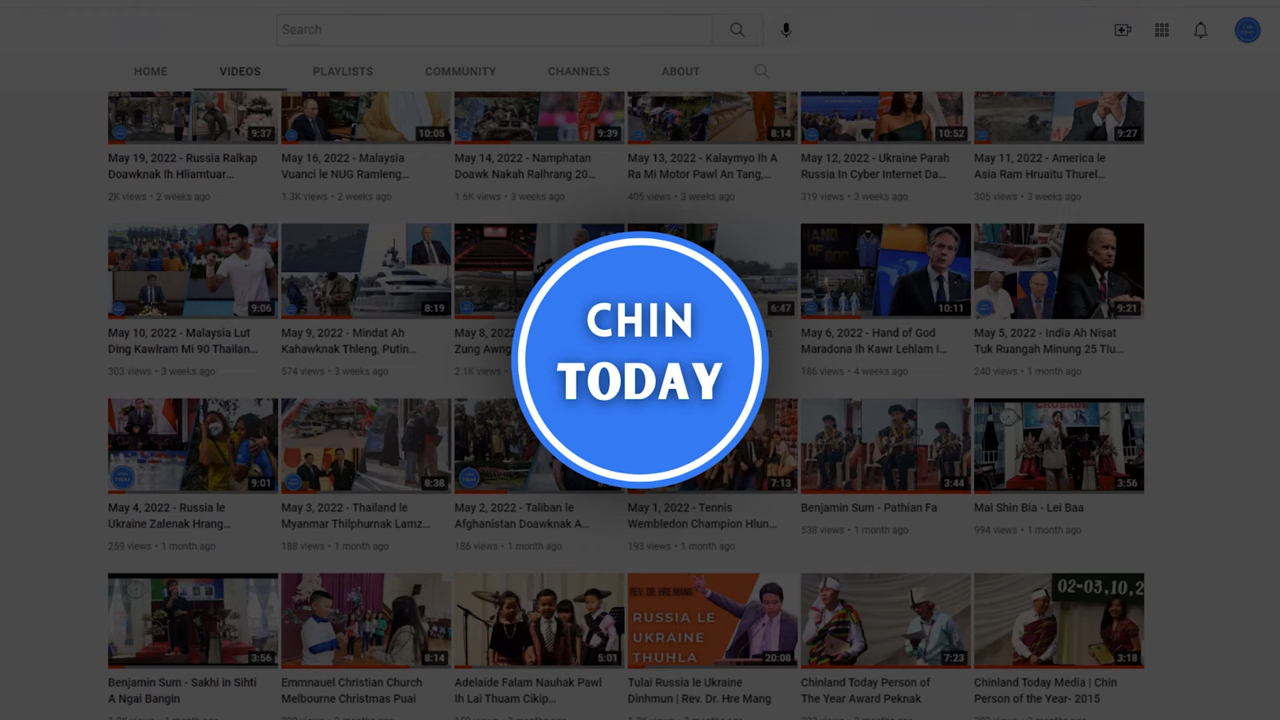 Search
HOME
VIDEOS
PLAYLISTS
COMMUNITY
CHANNELS
ABOUT
9:37
10:05
9:39
8:14
10:52
9:27
May 19, 2022 - Russia Ralkap
Doawknak Ih Hliamtuar...
2K views • 2 weeks ago
May 16, 2022 - Malaysia
Vuanci le NUG Ramleng...
1.3K views • 2 weeks ago
May 14, 2022 - Namphatan
Doawk Nakah Ralhrang 20...
1.6K views • 3 weeks ago
May 13, 2022 - Kalaymyo Ih A
Ra Mi Motor Pawl An Tang,...
405 views • 3 weeks ago
May 12, 2022 - Ukraine Parah
Russia In Cyber Internet Da...
319 views • 3 weeks ago
May 11, 2022 - America le
Asia Ram Hruaitu Thurel...
305 views • 3 weeks ago
HAND
OF GOD
9:06
8:19
6:47
10:11
9:21
May 10, 2022 - Malaysia Lut
Ding Kawlram Mi 90 Thailan...
303 views • 3 weeks ago
May 9, 2022 - Mindat Ah
Kahawknak Thleng, Putin...
574 views • 3 weeks ago
May 8, 2022
Zung Awng
2.1K views
May 6, 2022 - Hand of God
Maradona Ih Kawr Lehlam I...
186 views • 4 weeks ago
May 5, 2022 - India Ah Nisat
Tuk Ruangah Minung 25 Tlu...
240 views • 1 month ago
CHIN
TODAY
CRUSADE
9:01
8:38
7:13
3:44
3:56
May 4, 2022 - Russia le
Ukraine Zalenak Hrang...
259 views • 1 month ago
May 3, 2022 - Thailand le
Myanmar Thilphurnak Lamz...
188 views • 1 month ago
May 2, 2022 - Taliban le
Afghanistan Doawknak A...
186 views • 1 month ago
May 1, 2022 - Tennis
Wembledon Champion Hlun...
193 views • 1 month ago
Benjamin Sum - Pathian Fa
538 views • 1 month ago
Mai Shin Bia - Lei Baa
994 views • 1 month ago
REV. DR. HRE MANG
RUSSIA LE
UKRAINE
THUHLA
02-03,10,2
3:56
8:14
5:01
20:08
7:23
3:18
Benjamin Sum - Sakhi in Sihti
A Ngai Bangin
Emmnauel Christian Church
Melbourne Christmas Puai
Adelaide Falam Nauhak Pawl
ih Lai Thuam Cikip...
Tulai Russia le Ukraine
Dinhmun | Rev. Dr. Hre Mang
Chinland Today Person of
The Year Award Peknak
Chinland Today Media | Chin
Person of the Year- 2015